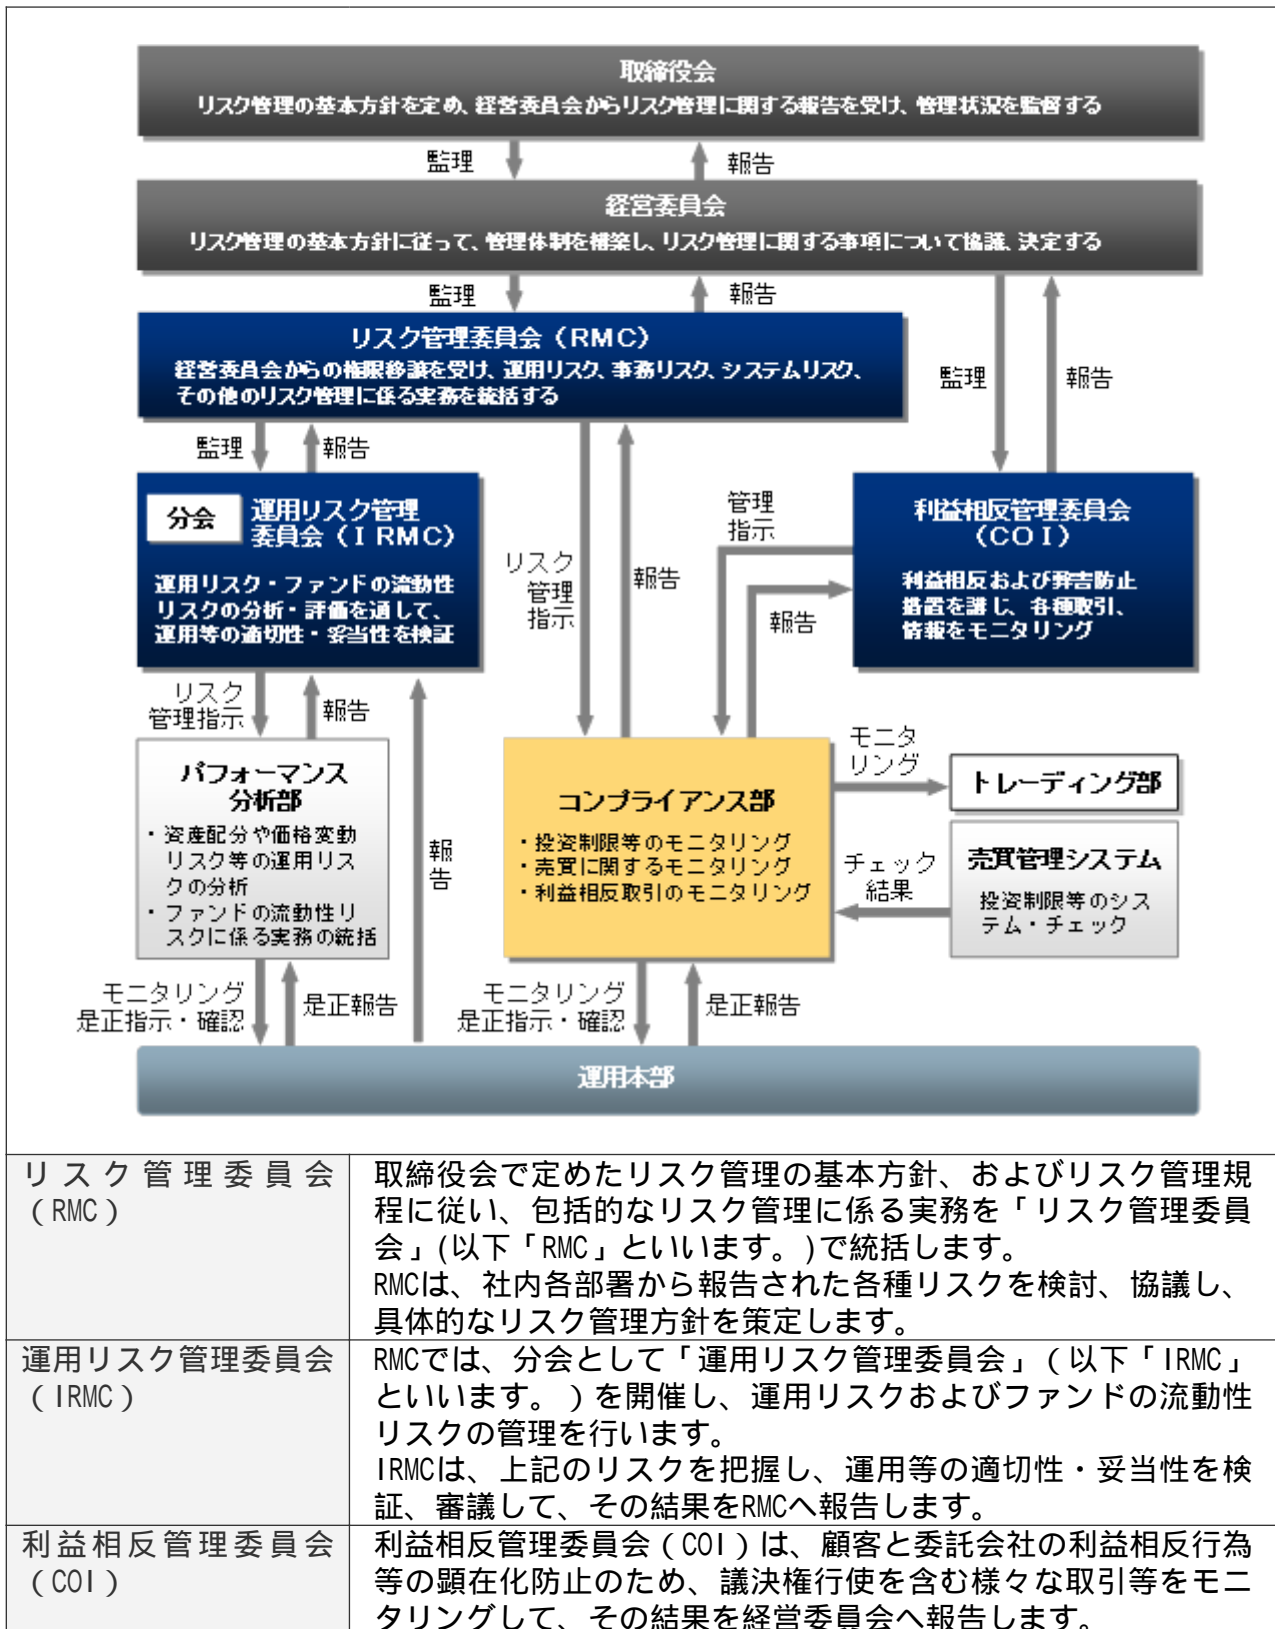 取締役会
リスク管理の基本方針を定め、経営委員会からリスク管理に関する報告を受け、管理状況を監督する
監理
報告
経営委員会
リスク管理の基本方針に従って、管理体制を構築し、リスク管理に関する事項について協議、決定する
監理
報告
リスク管理委員会（RMC）
経営委員会からの権限移譲を受け、運用リスク、事務リスク、システムリスク、
その他のリスク管理に係る実務を統括する
監理
報告
監理
報告
分会
運用リスク管理
委員会（IRMC）
運用リスク・ファンドの流動性
リスクの分析・評価を通して、
運用等の適切性・妥当性を検証
リスク
管理
指示
報告
管理
指示
報告
利益相反管理委員会
（COI）
利益相反および弊害防止
措置を講じ、各種取引、
情報をモニタリング
リスク
管理指示
報告
報告
パフォーマンス
分析部
・資産配分や価格変動
リスク等の運用リス
クの分析
・ファンドの流動性リ
スクに係る実務の統括
コンプライアンス部
・投資制限等のモニタリング
・売買に関するモニタリング
・利益相反取引のモニタリング
モニタ
リング
トレーディング部
チェック
結果
売買管理システム
投資制限等のシス
テム・チェック
モニタリング
是正指示・確認
是正報告
モニタリング
是正指示・確認
是正報告
運用本部
リスク管理委員会
（RMC）
取締役会で定めたリスク管理の基本方針、およびリスク管理規
程に従い、包括的なリスク管理に係る実務を「リスク管理委員
会」(以下「RMC」といいます。)で統括します。
RMCは、社内各部署から報告された各種リスクを検討、協議し、
具体的なリスク管理方針を策定します。
運用リスク管理委員会
（IRMC）
RMCでは、分会として「運用リスク管理委員会」（以下「IRMC」
といいます。）を開催し、運用リスクおよびファンドの流動性
リスクの管理を行います。
IRMCは、上記のリスクを把握し、運用等の適切性・妥当性を検
証、審議して、その結果をRMCへ報告します。
利益相反管理委員会
（COI）
利益相反管理委員会（COI）は、顧客と委託会社の利益相反行為
等の顕在化防止のため、議決権行使を含む様々な取引等をモニ
タリングして、その結果を経営委員会へ報告します。